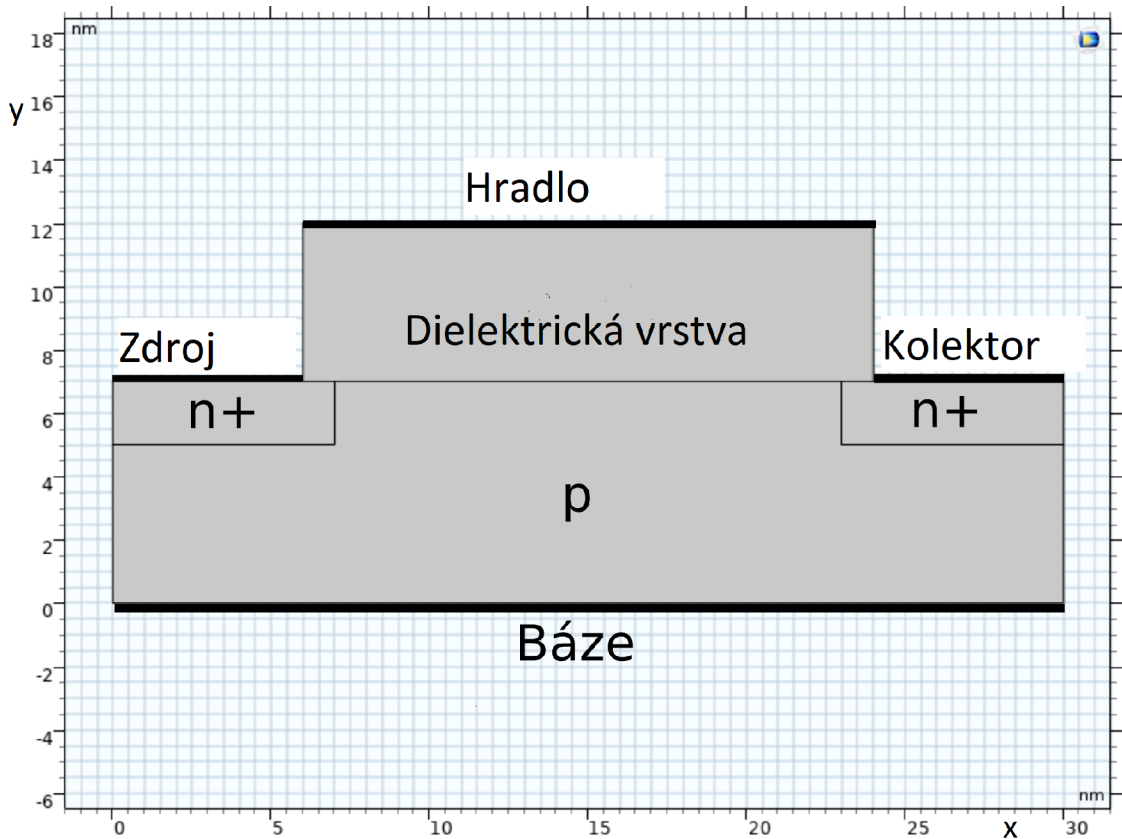 nm
18
y
16
14
Hradlo
12
10
Dielektrická vrstva
Zdroj
Kolektor
8
n+
n+
6
4
p
2
0
Báze
-2
-4
-6
nm
0
5
10
15
20
25
x
30